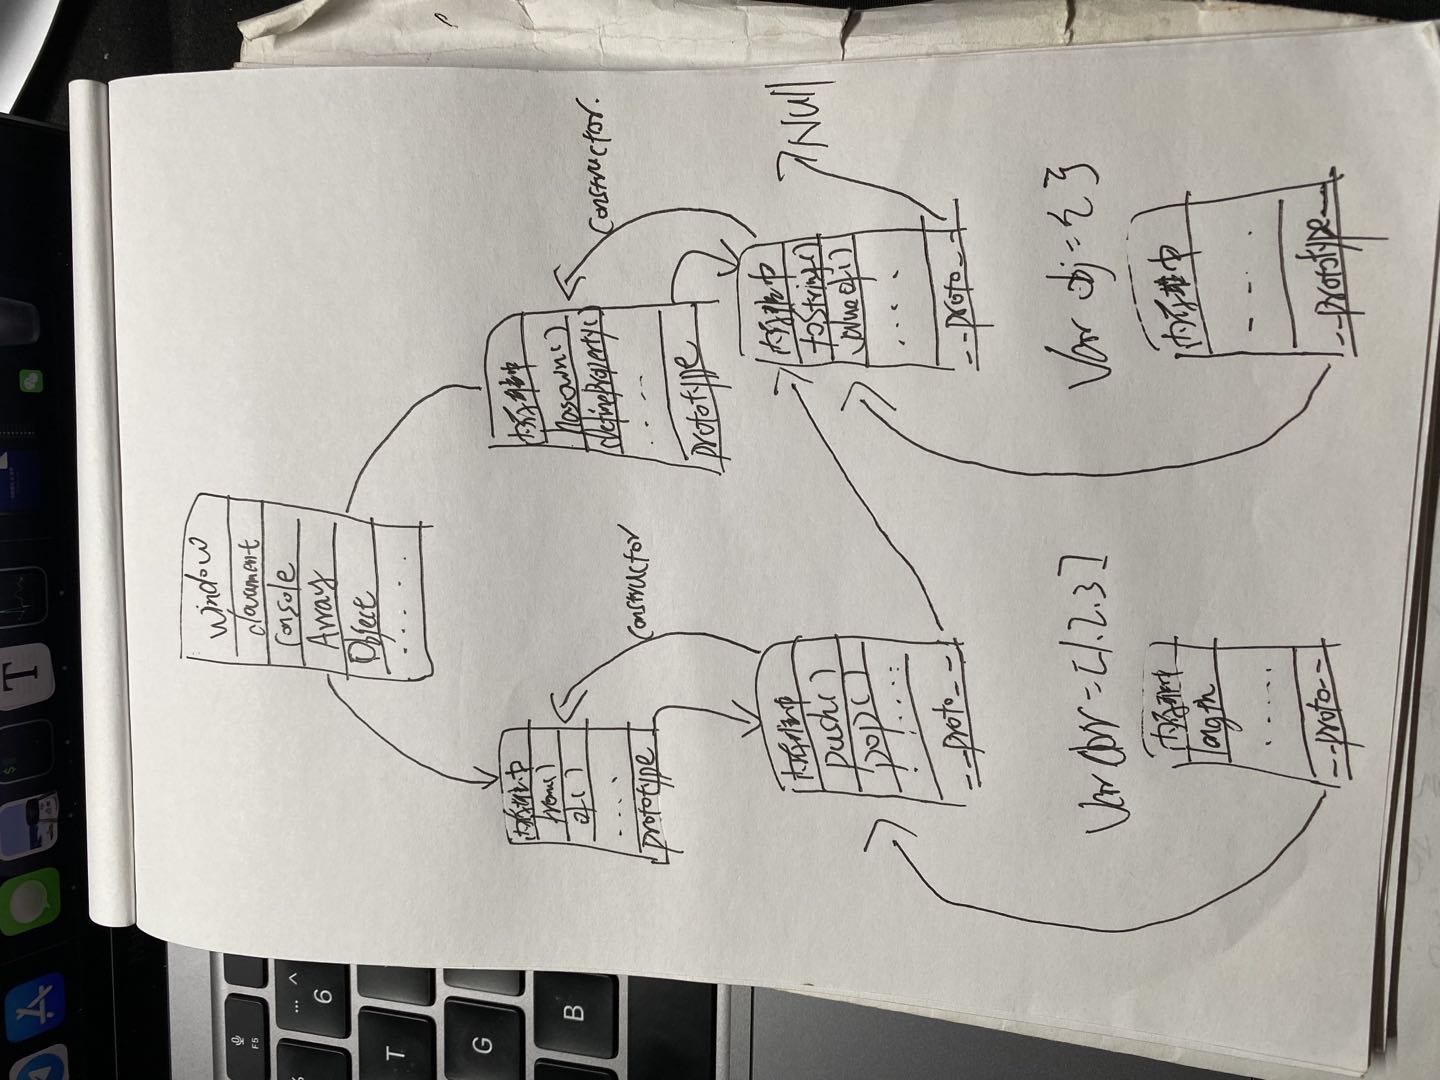 window
document
console
Array
Object
. . . . .
内存堆中
from()
of()
. . . .
prototype
constructor
内存堆中
hasown()
defineProperty()
. . . .
prototype
constructor.
内存堆中
push()
pop()
. . . . . .
__proto__
内存堆中
toString()
valueof()
. . . .
__proto__
Null
Var arr = [1.2.3]
内存堆中
length
. . . . .
__proto__
Var obj = { }
内存堆中
. . . .
__prototype__
F5
... ^
6
T
G
B
$
T